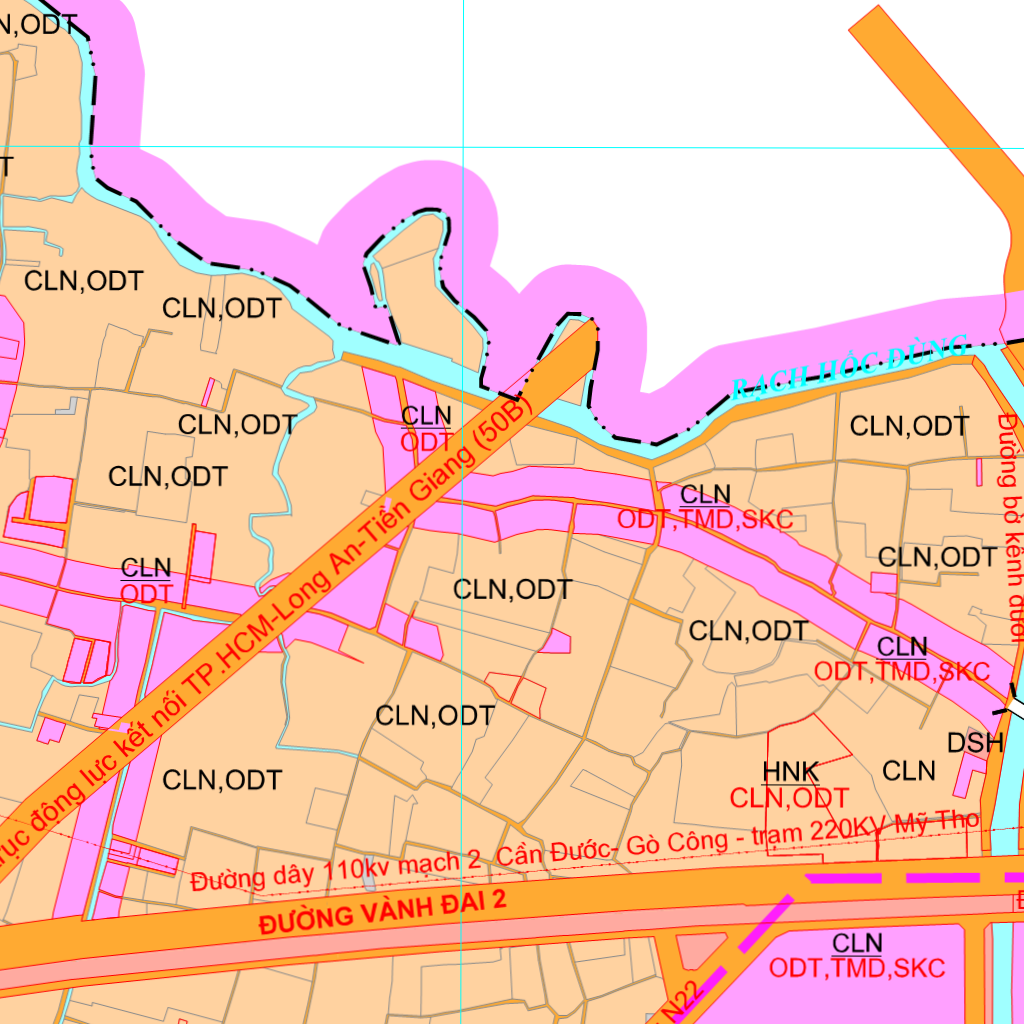 N,ODT
T
CLN,ODT
CLN,ODT
RẠCH HỐC ĐÙNG
CLN,ODT
CLN
ODT
CLN,ODT
CLN,ODT
CLN
ODT,TMD,SKC
Đường bờ kênh dưới
CLN,ODT
CLN
ODT
CLN,ODT
CLN,ODT
CLN
ODT,TMD,SKC
Trục động lực kết nối TP.HCM-Long An-Tiền Giang (50B)
CLN,ODT
CLN,ODT
DSH
HNK
CLN,ODT
CLN
Đường dây 110kv mạch 2 Cần Đước- Gò Công - trạm 220KV Mỹ Tho
ĐƯỜNG VÀNH ĐAI 2
CLN
ODT,TMD,SKC
N22